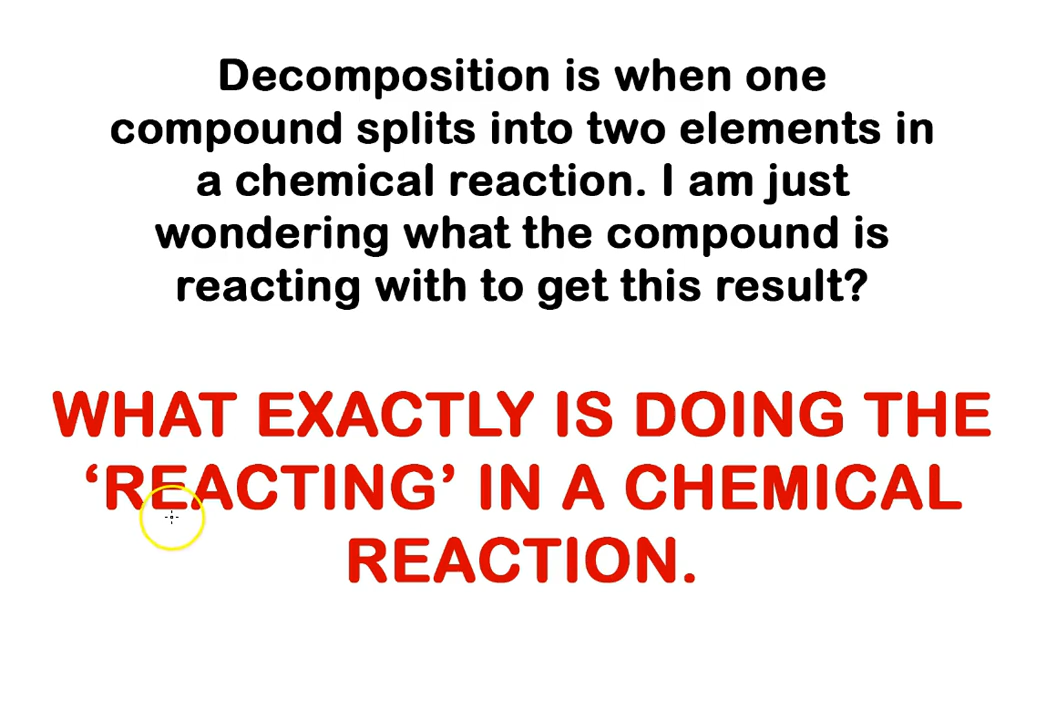 Decomposition is when one
compound splits into two elements in
a chemical reaction. I am just
wondering what the compound is
reacting with to get this result?
WHAT EXACTLY IS DOING THE
‘REACTING’ IN A CHEMICAL
REACTION.